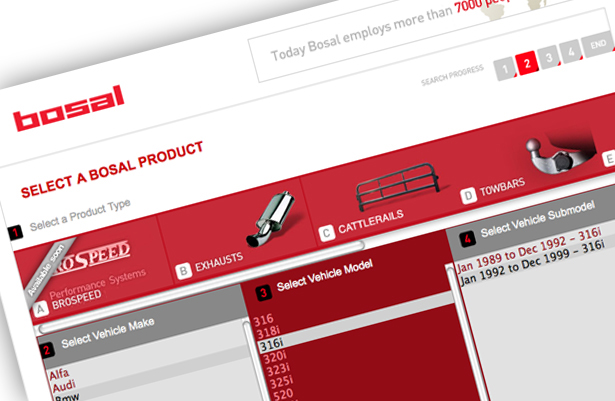 Today Bosal employs more than 7000
bosal
SEARCH PROGRESS
1 2 3 4 END
SELECT A BOSAL PRODUCT
1 Select a Product Type
Available soon
BROSPEED
Performance Systems
A BROSPEED
B EXHAUSTS
C CATTLERAILS
D TOWBARS
E
2 Select Vehicle Make
Alfa
Audi
Bmw
3 Select Vehicle Model
316
318i
316i
320i
323i
325i
520
4 Select Vehicle Submodel
Jan 1989 to Dec 1992 - 316i
Jan 1992 to Dec 1999 - 316i